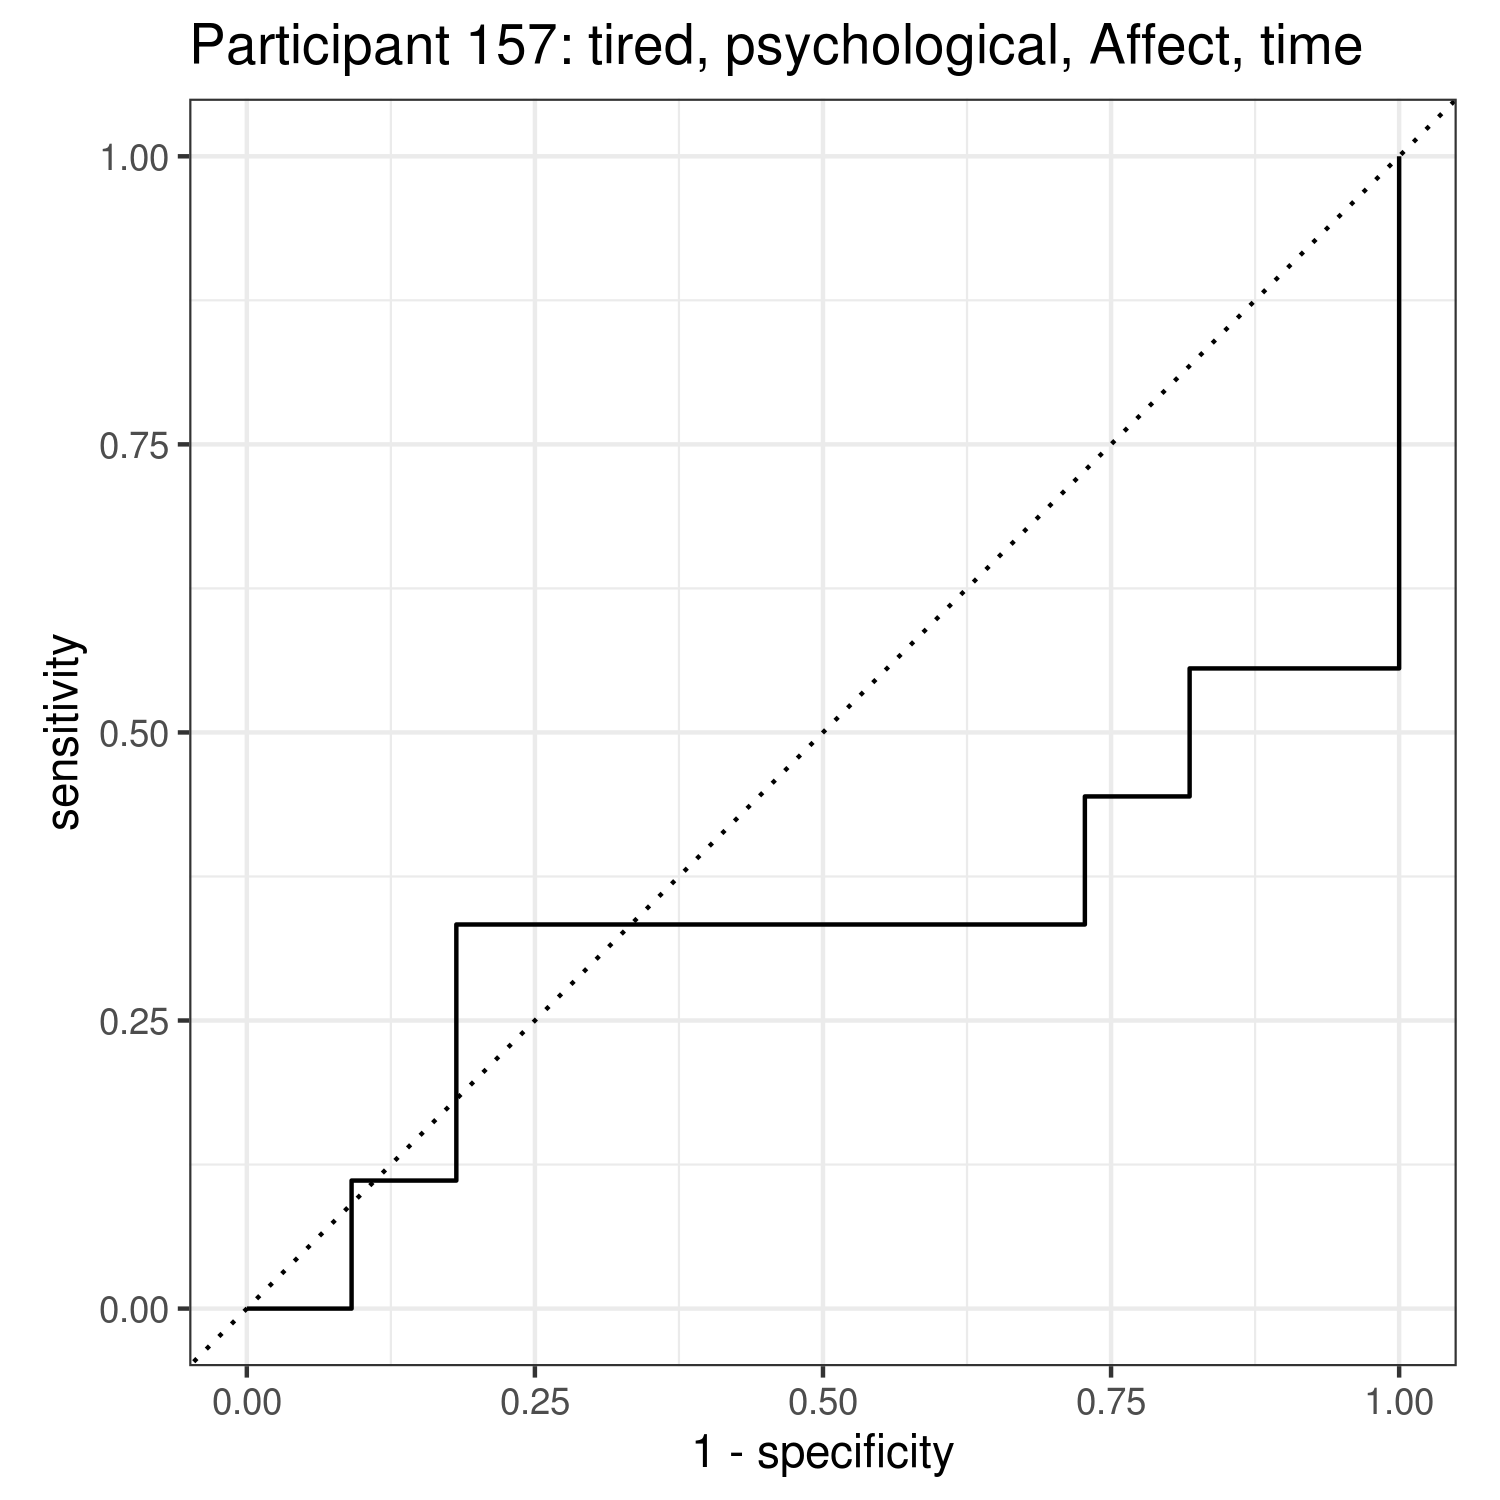 Participant 157: tired, psychological, Affect, time
1.00
0.75
0.50
0.25
0.00
sensitivity
0.00 0.25 0.50 0.75 1.00
1 - specificity